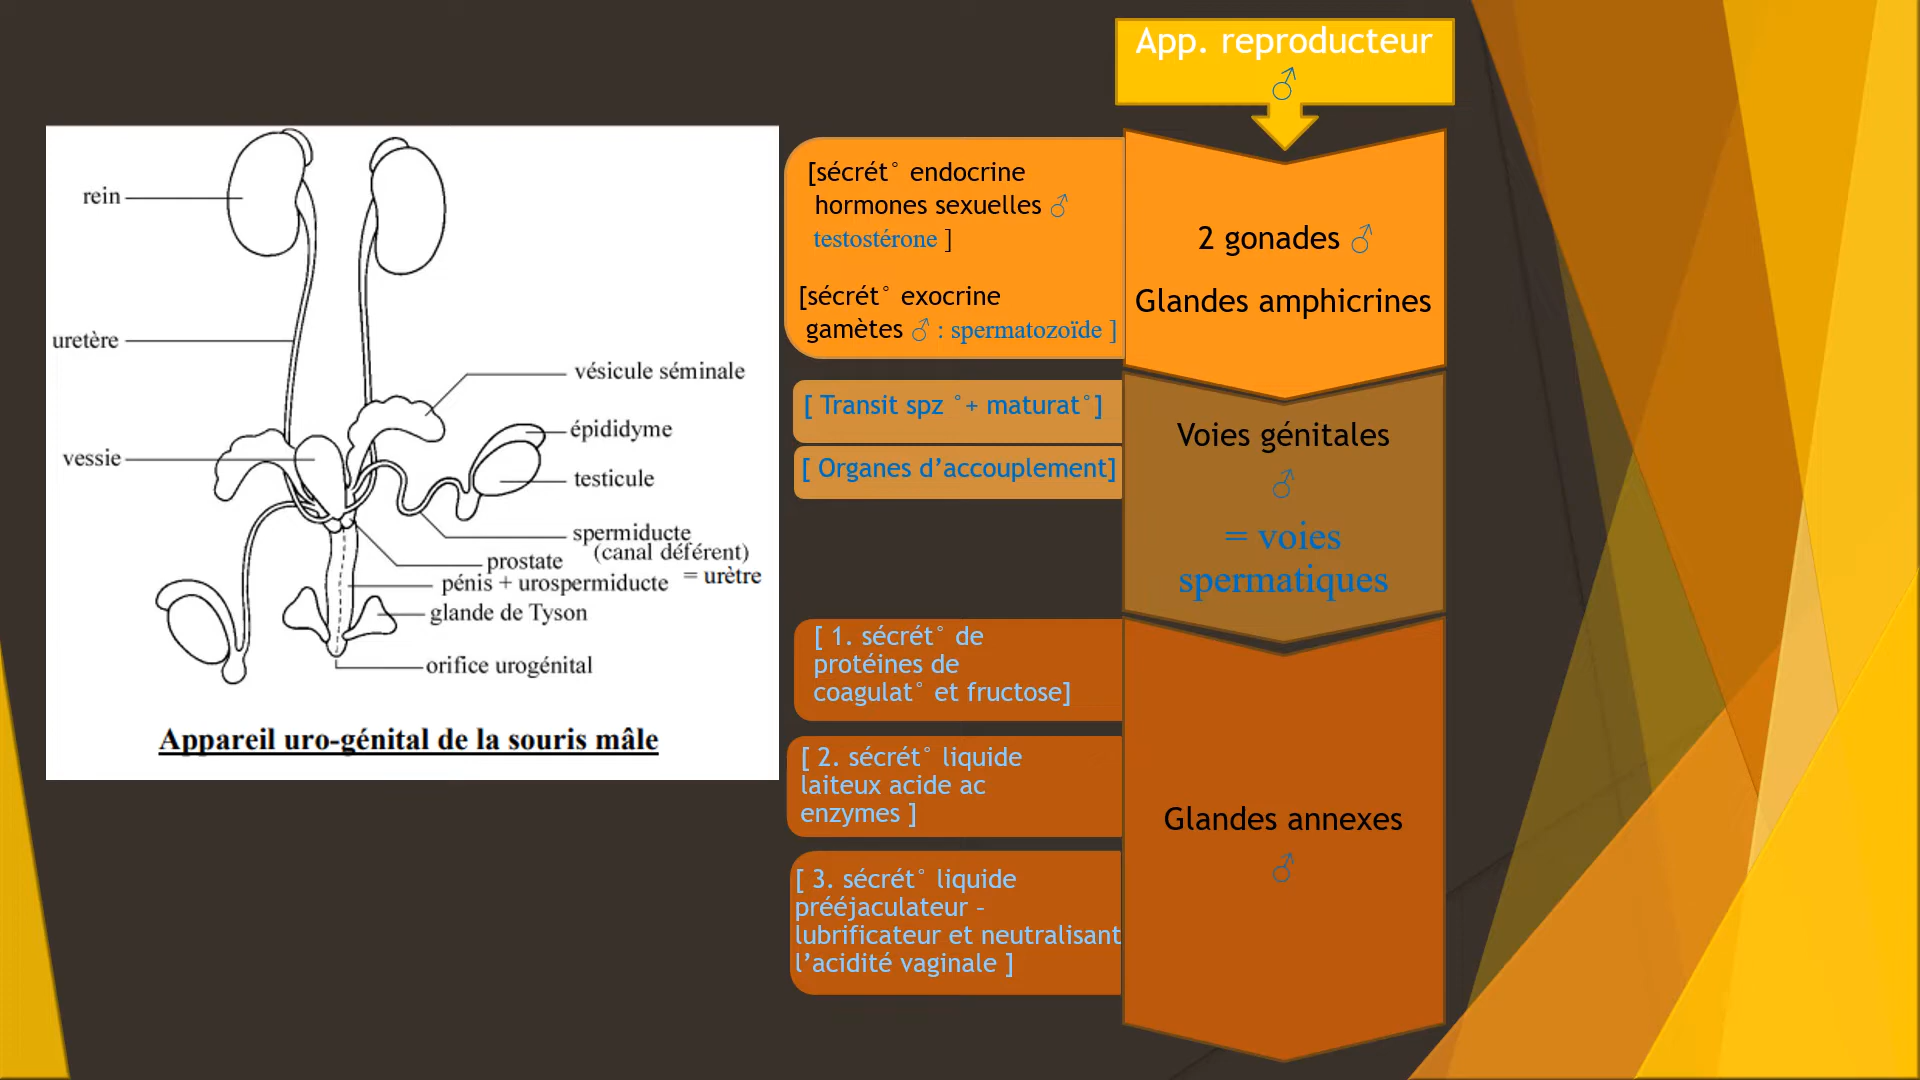 App. reproducteur
♂
rein
uretère
vessie
vésicule séminale
épididyme
testicule
spermiducte
(canal déférent)
prostate
pénis + urospermiducte = urètre
glande de Tyson
orifice urogénital
Appareil uro-génital de la souris mâle
[sécrét° endocrine
hormones sexuelles ♂
testostérone ]
[sécrét° exocrine
gamètes ♂ : spermatozoïde ]
2 gonades ♂
Glandes amphicrines
[ Transit spz °+ maturat°]
[ Organes d’accouplement]
Voies génitales
♂
= voies
spermatiques
[ 1. sécrét° de
protéines de
coagulat° et fructose]
[ 2. sécrét° liquide
laiteux acide ac
enzymes ]
[ 3. sécrét° liquide
prééjaculateur –
lubrificateur et neutralisant
l’acidité vaginale ]
Glandes annexes
♂